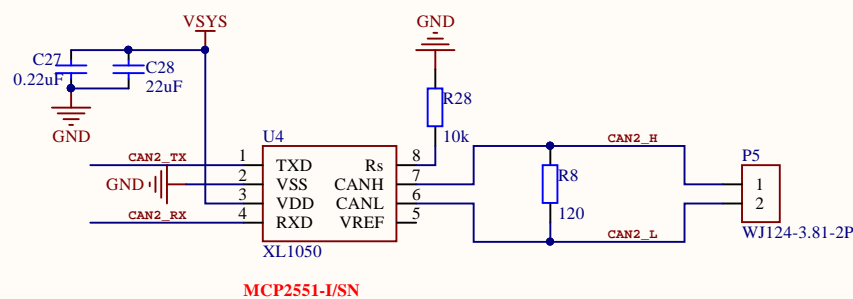 VSYS
GND
C27
0.22uF
C28
22uF
GND
R28
10k
U4
CAN2_TX
1
TXD
Rs
8
CAN2_H
GND
2
VSS
CANH
7
R8
P5
1
3
VDD
CANL
6
2
CAN2_RX
4
RXD
VREF
5
120
CAN2_L
WJ124-3.81-2P
XL1050
MCP2551-I/SN